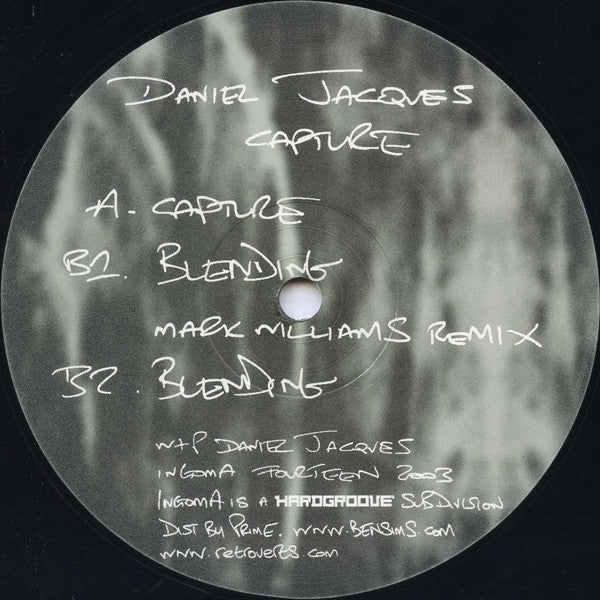 DANIEL JACQUES
CAPTURE
A - CAPTURE
B1. BLENDING
MARK WILLIAMS REMIX
B2. BLENDING
W+P DANIEL JACQUES
INGOMA FOURTEEN 2003
INGOMA IS A HARDGROOVE SUBDIVISION
DIST BY PRIME. WWW.BENSIMS.COM
WWW.RETROVERTS.COM